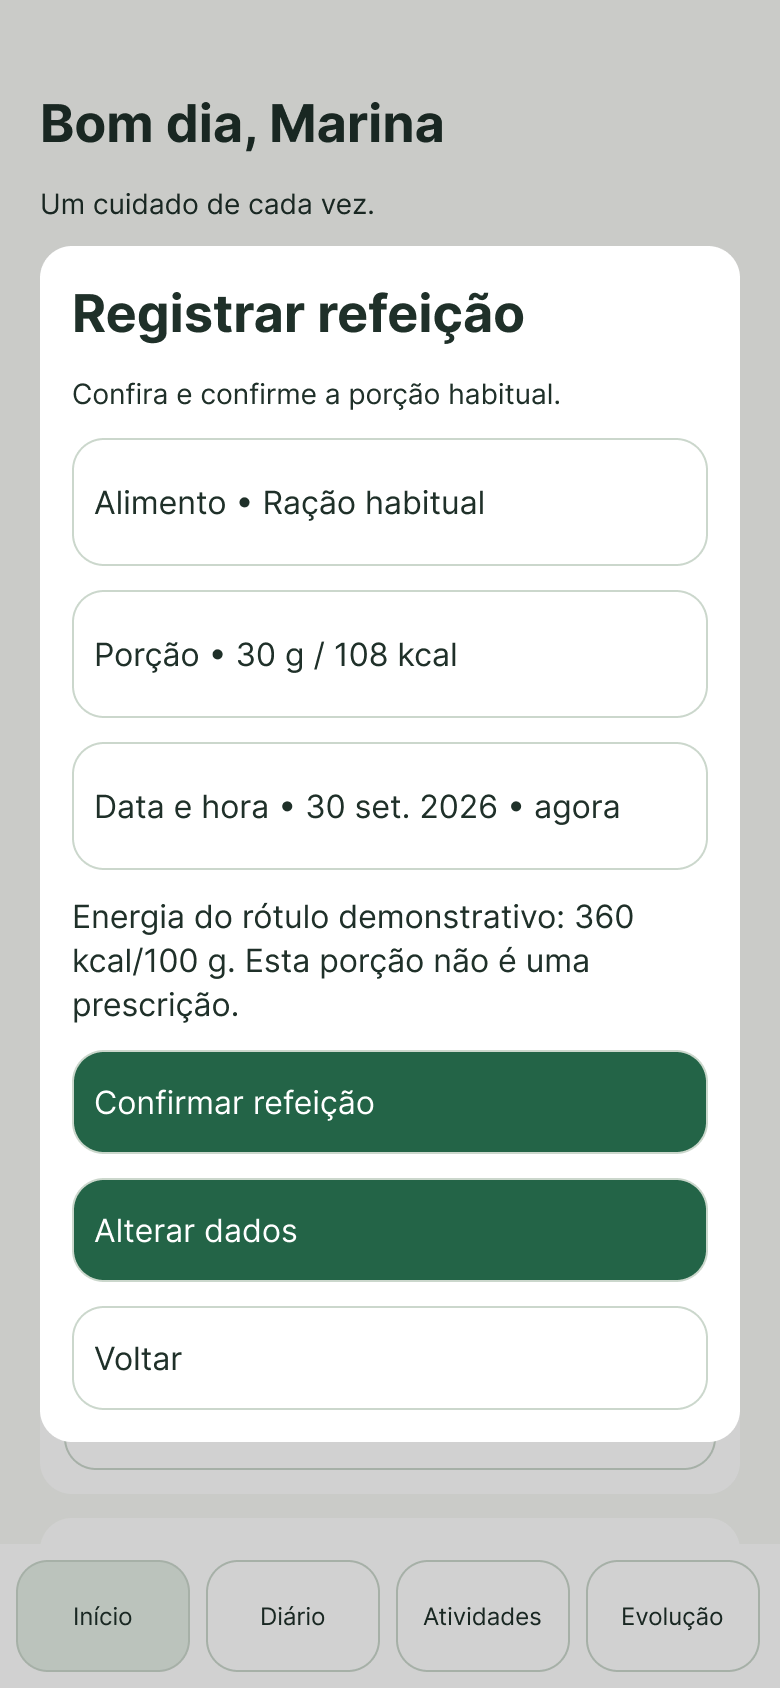 Bom dia, Marina
Um cuidado de cada vez.
Registrar refeição
Confira e confirme a porção habitual.
Alimento • Ração habitual
Porção • 30 g / 108 kcal
Data e hora • 30 set. 2026 • agora
Energia do rótulo demonstrativo: 360
kcal/100 g. Esta porção não é uma
prescrição.
Confirmar refeição
Alterar dados
Voltar
Início
Diário
Atividades
Evolução